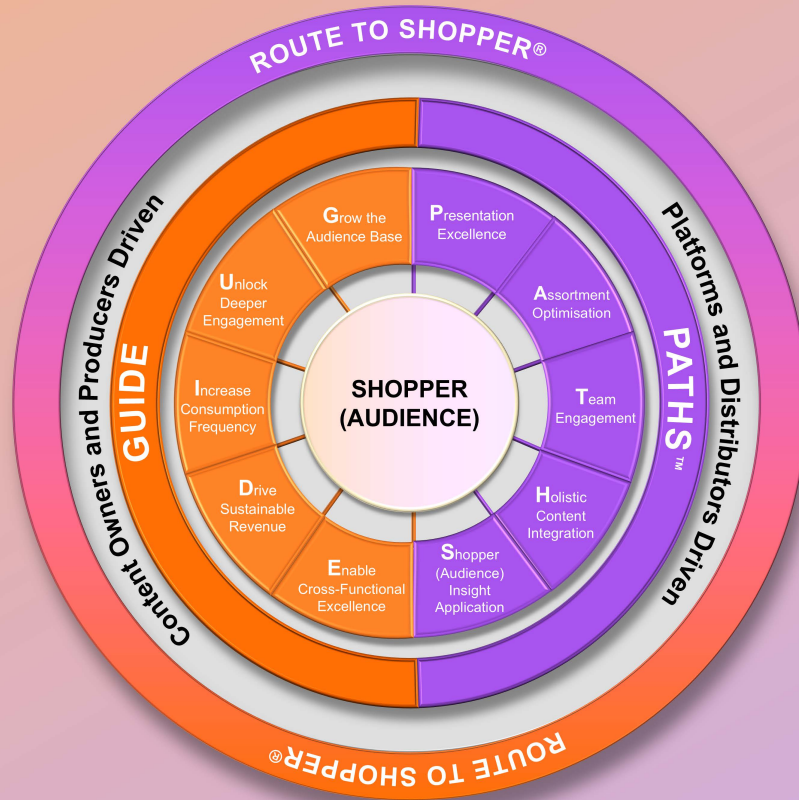 ROUTE TO SHOPPER®
Content Owners and Producers Driven
Platforms and Distributors Driven
GUIDE
PATHS™
Grow the
Audience Base
Unlock
Deeper
Engagement
Increase
Consumption
Frequency
Drive
Sustainable
Revenue
Enable
Cross-Functional
Excellence
Presentation
Excellence
Assortment
Optimisation
Team
Engagement
Holistic
Content
Integration
Shopper
(Audience)
Insight
Application
SHOPPER
(AUDIENCE)
ROUTE TO SHOPPER®